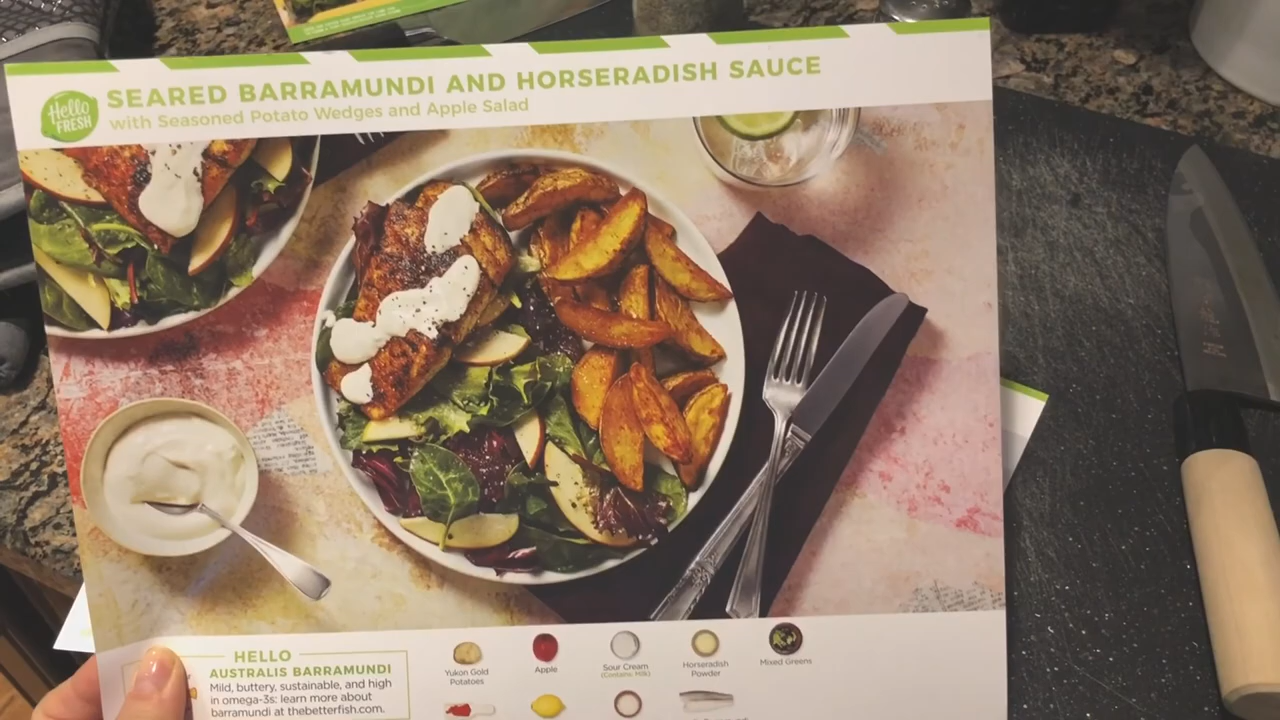 SEARED BARRAMUNDI AND HORSERADISH SAUCE
with Seasoned Potato Wedges and Apple Salad
Hello
FRESH
HELLO
AUSTRALIS BARRAMUNDI
Mild, buttery, sustainable, and high
in omega-3s: learn more about
barramundi at thebetterfish.com.
Yukon Gold
Potatoes
Apple
Sour Cream
(Contains: Milk)
Horseradish
Powder
Mixed Greens